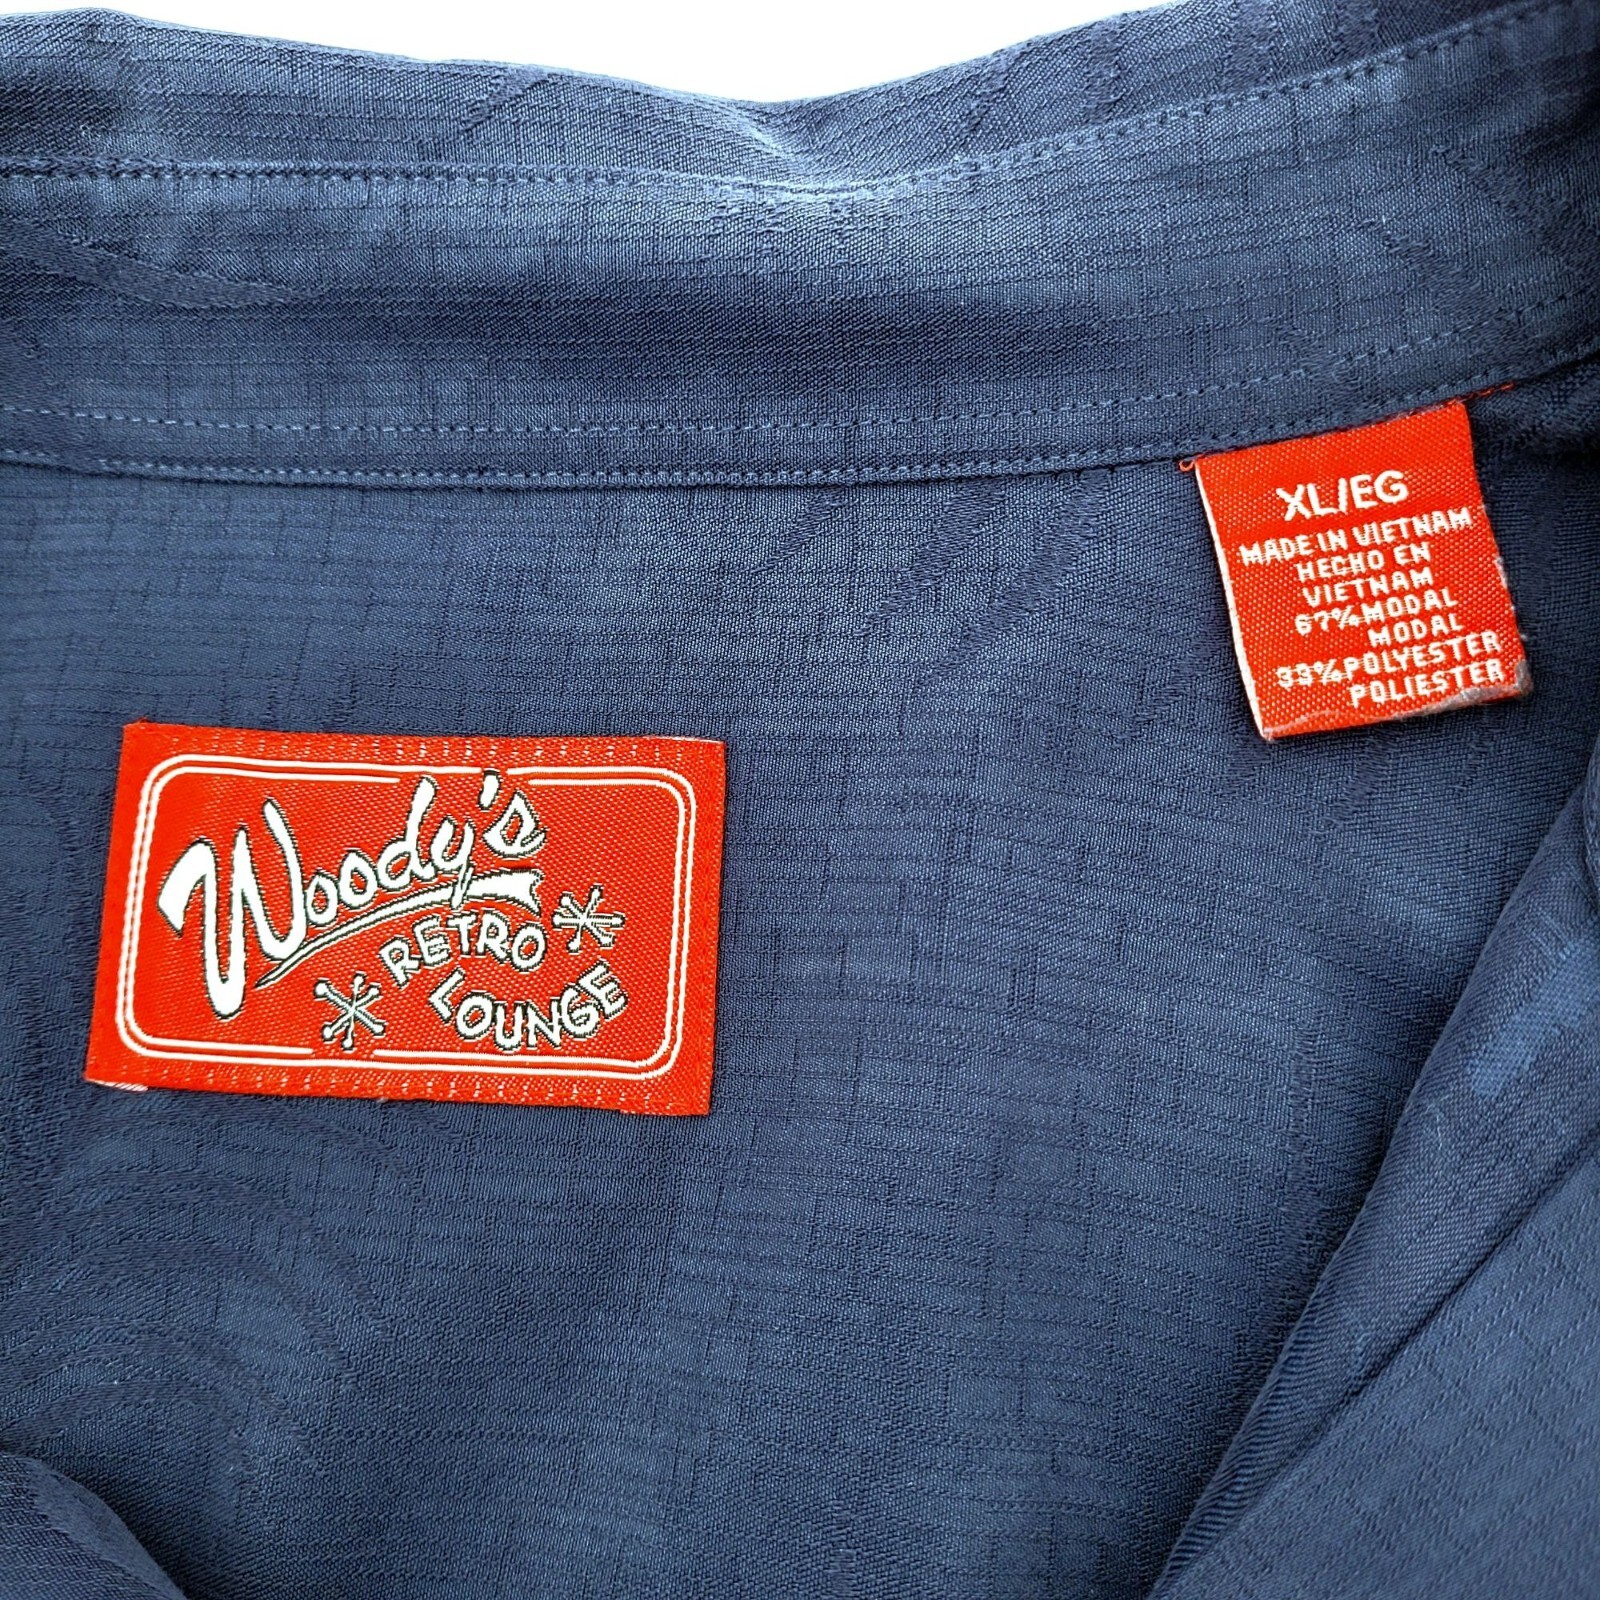 XL/EG
MADE IN VIETNAM
HECHO EN
VIETNAM
67% MODAL
MODAL
33% POLYESTER
POLIESTER
Woody's
RETRO
LOUNGE